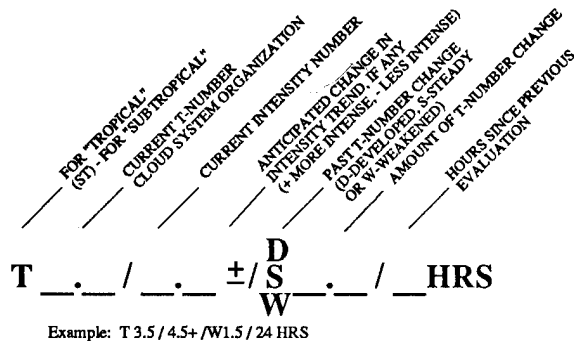 FOR "TROPICAL"
(ST) - FOR "SUBTROPICAL"
CURRENT T-NUMBER
CLOUD SYSTEM ORGANIZATION
CURRENT INTENSITY NUMBER
ANTICIPATED CHANGE IN
INTENSITY TREND, IF ANY
(+ MORE INTENSE, - LESS INTENSE)
PAST T-NUMBER CHANGE
(D-DEVELOPED, S-STEADY
OR W-WEAKENED)
AMOUNT OF T-NUMBER CHANGE
HOURS SINCE PREVIOUS
EVALUATION
D
T __.__ / __.__ ±/ S __.__ / __HRS
W
Example: T 3.5 / 4.5+ /W1.5 / 24 HRS